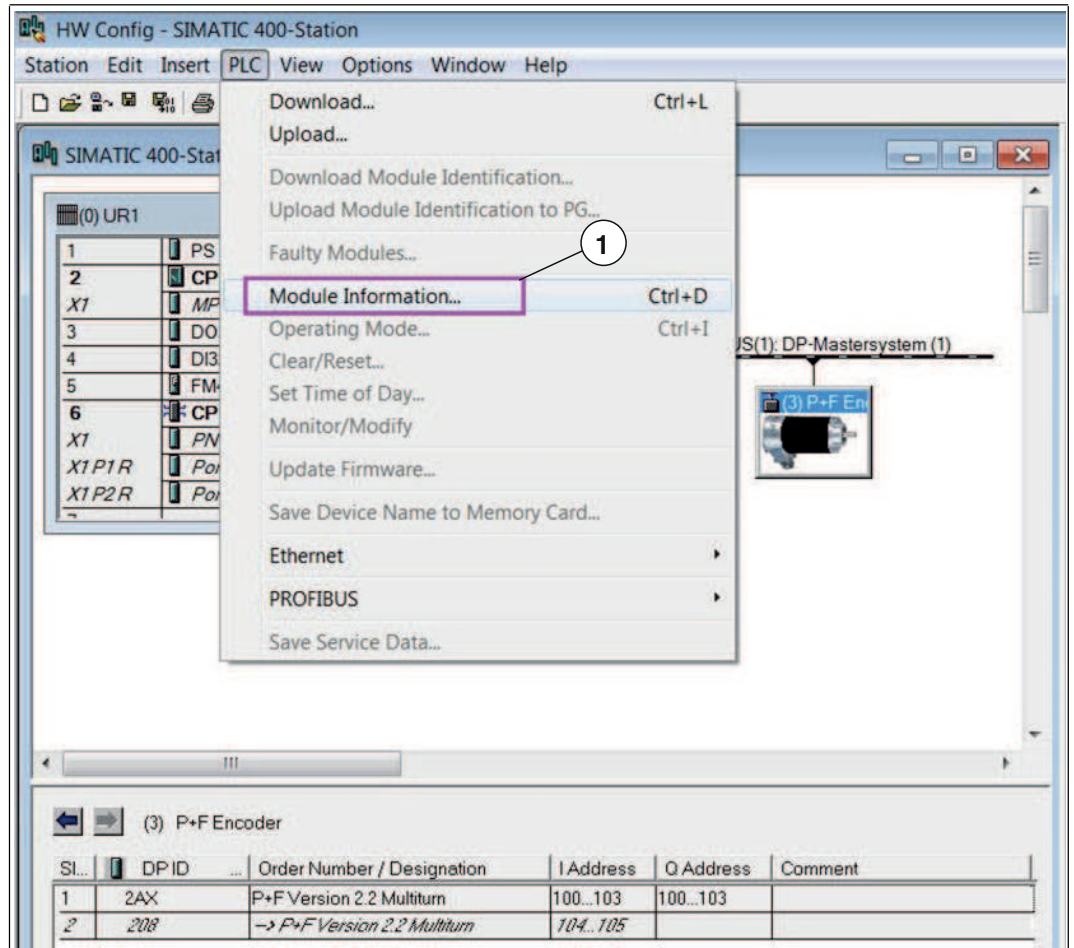 HW Config - SIMATIC 400-Station
Station Edit Insert PLC View Options Window Help
Download... Ctrl+L
Upload...
Download Module Identification...
Upload Module Identification to PG...
Faulty Modules...
1
Module Information... Ctrl+D
Operating Mode... Ctrl+I
Clear/Reset...
Set Time of Day...
Monitor/Modify
Update Firmware...
Save Device Name to Memory Card...
Ethernet
PROFIBUS
Save Service Data...
SIMATIC 400-Stat
(0) UR1
1 PS
2 CP
X1 MP
3 DO
4 DI3
5 FM
6 CP
X1 PN
X1 P1 R Por
X1 P2 R Por
US(1): DP-Mastersystem (1)
(3) P+F En
(3) P+F Encoder
Sl... DP ID ... Order Number / Designation I Address Q Address Comment
1 2AX P+F Version 2.2 Multiturn 100...103 100...103
2 208 --> P+F Version 2.2 Multiturn 104...105